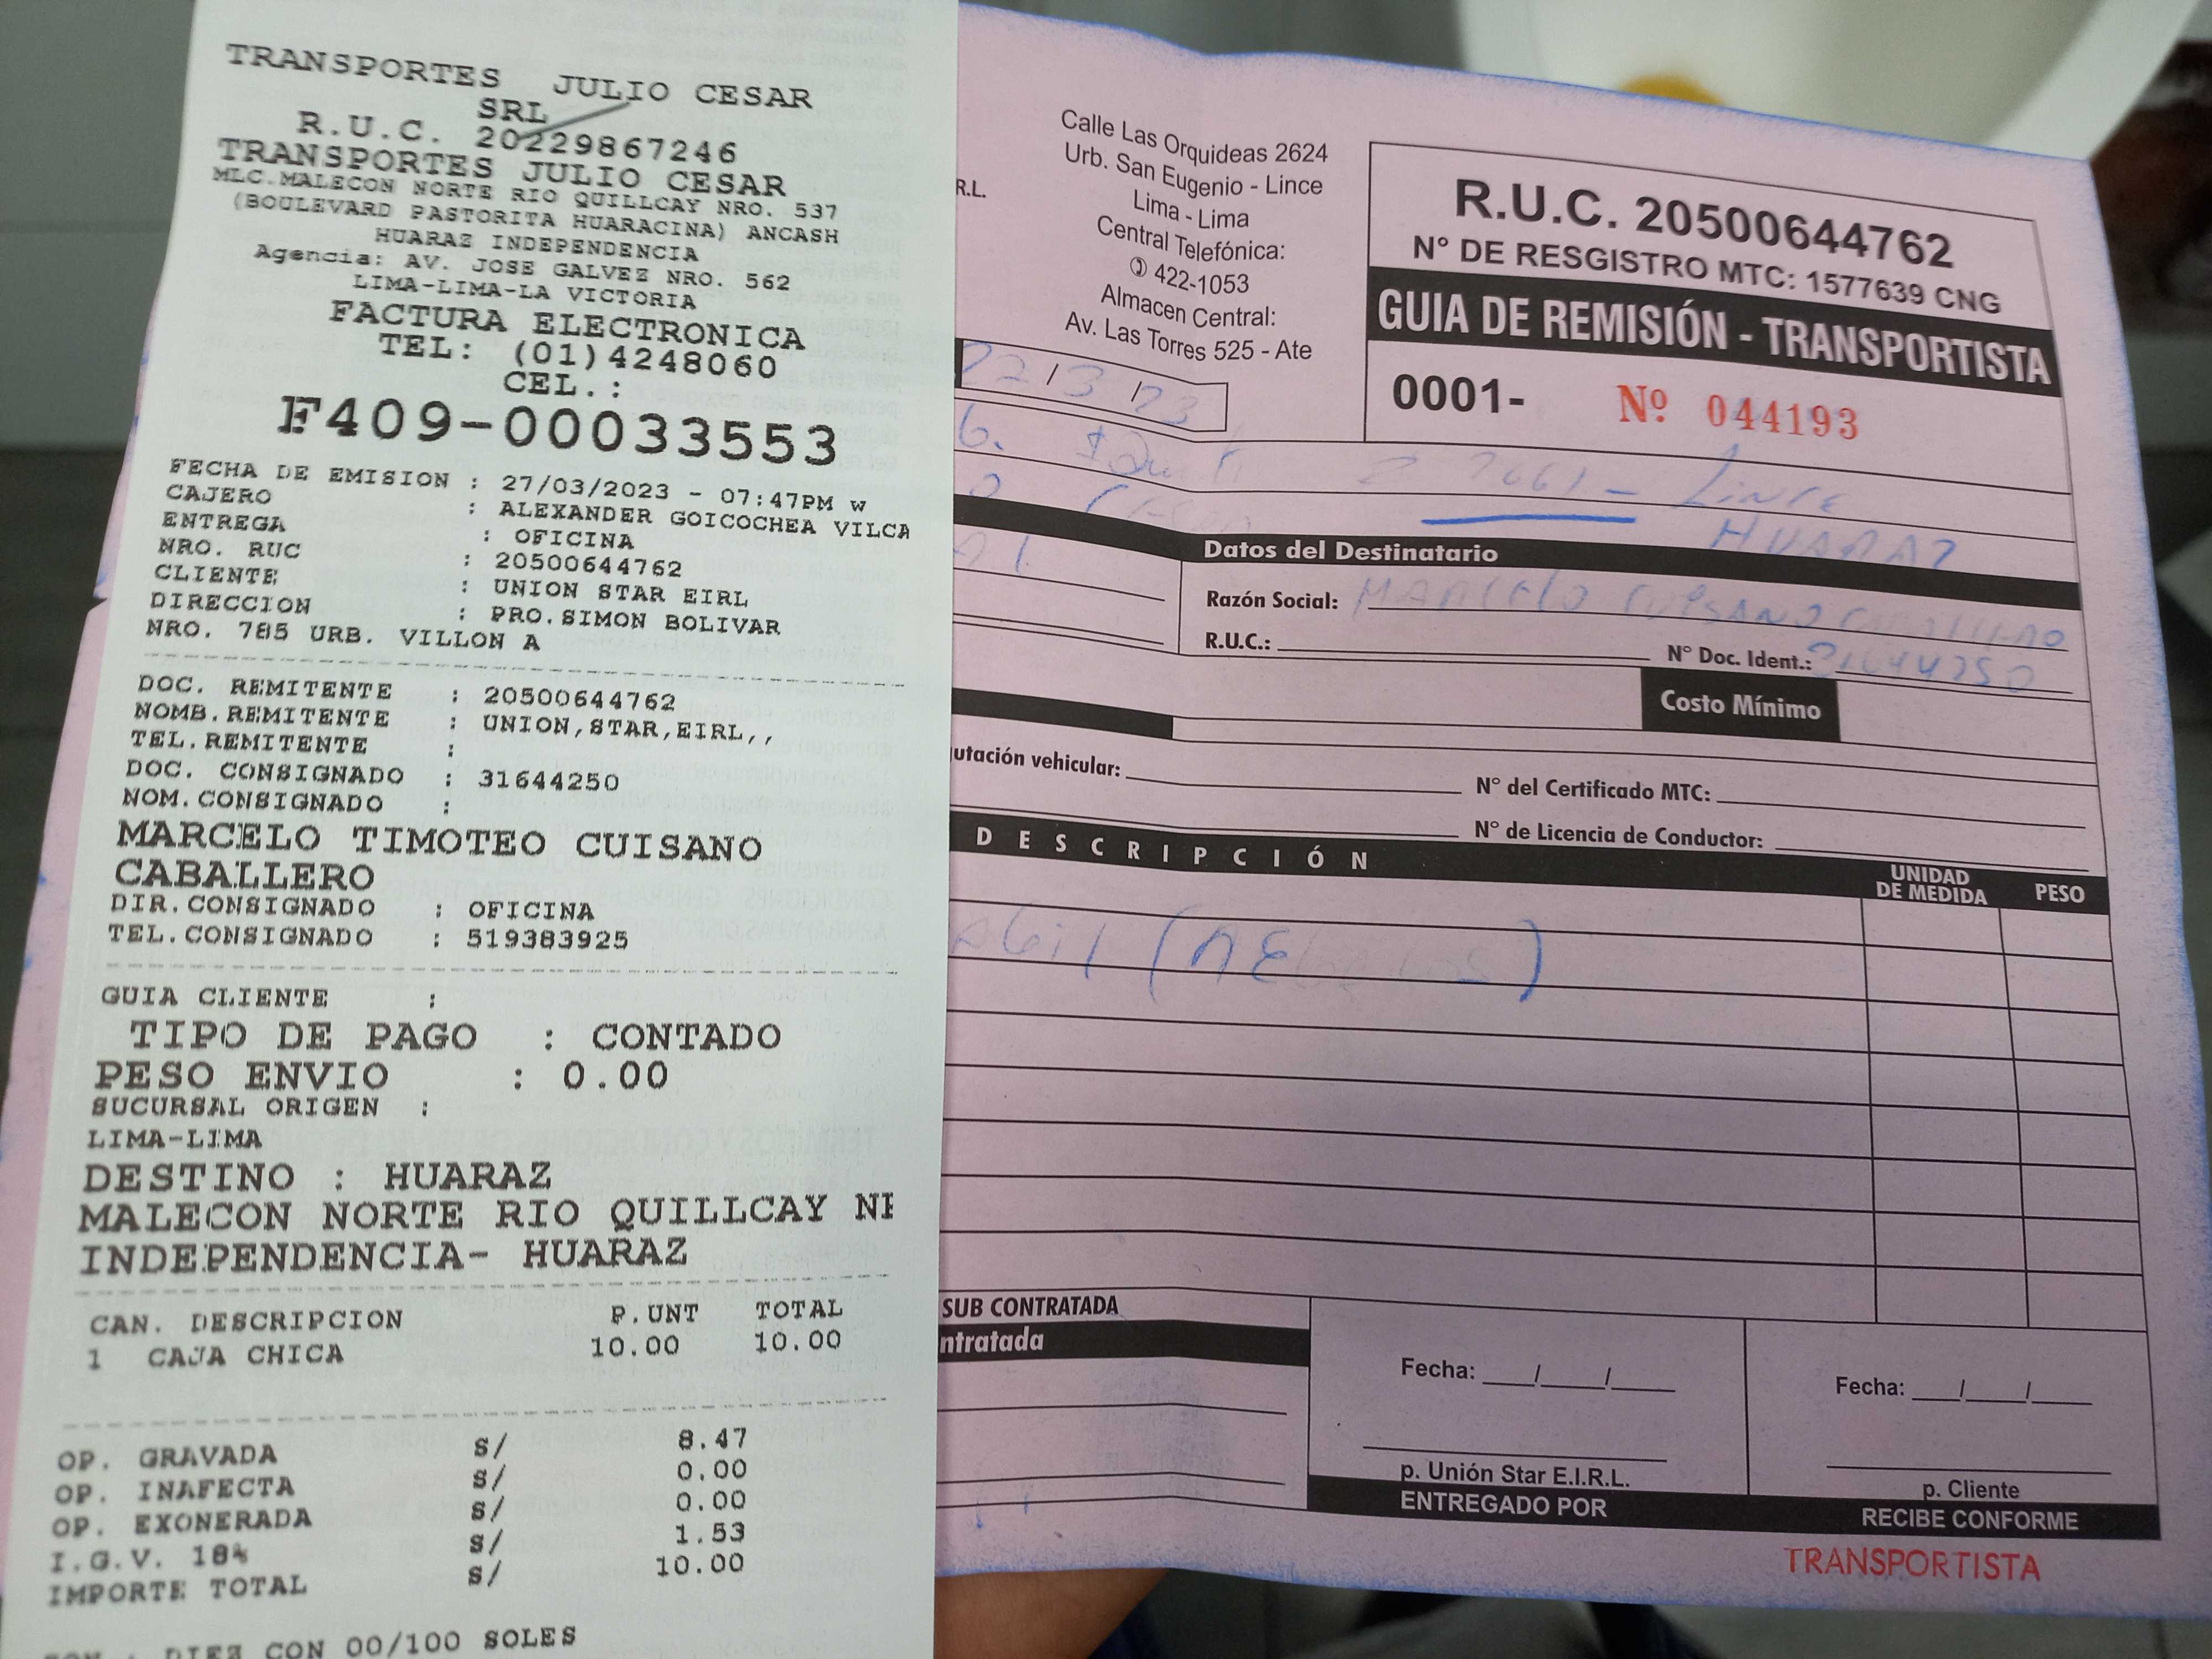 TRANSPORTES JULIO CESAR
SRL
R.U.C. 20229867246
TRANSPORTES JULIO CESAR
MLC.MALECON NORTE RIO QUILLCAY NRO. 537
(BOULEVARD PASTORITA HUARACINA) ANCASH
HUARAZ INDEPENDENCIA
Agencia: AV. JOSE GALVEZ NRO. 562
LIMA-LIMA-LA VICTORIA
FACTURA ELECTRONICA
TEL: (01)4248060
CEL.:
F409-00033553
FECHA DE EMISION : 27/03/2023 - 07:47PM W
CAJERO : ALEXANDER GOICOCHEA VILCA
ENTREGA : OFICINA
NRO. RUC : 20500644762
CLIENTE : UNION STAR EIRL
DIRECCION : PRO.SIMON BOLIVAR
NRO. 785 URB. VILLON A
DOC. REMITENTE : 20500644762
NOMB.REMITENTE : UNION,STAR,EIRL,,
TEL.REMITENTE :
DOC. CONSIGNADO : 31644250
NOM.CONSIGNADO :
MARCELO TIMOTEO CUISANO
CABALLERO
DIR.CONSIGNADO : OFICINA
TEL.CONSIGNADO : 519383925
GUIA CLIENTE :
TIPO DE PAGO : CONTADO
PESO ENVIO : 0.00
SUCURSAL ORIGEN :
LIMA-LIMA
DESTINO : HUARAZ
MALECON NORTE RIO QUILLCAY
INDEPENDENCIA- HUARAZ
CAN. DESCRIPCION P.UNT TOTAL
1 CAJA CHICA 10.00 10.00
OP. GRAVADA S/ 8.47
OP. INAFECTA S/ 0.00
OP. EXONERADA S/ 0.00
I.G.V. 18% S/ 1.53
IMPORTE TOTAL S/ 10.00
DIEZ CON 00/100 SOLES
R.L.
Calle Las Orquideas 2624
Urb. San Eugenio - Lince
Lima - Lima
Central Telefónica:
✆ 422-1053
Almacen Central:
Av. Las Torres 525 - Ate
R.U.C. 20500644762
N° DE RESGISTRO MTC: 1577639 CNG
GUIA DE REMISIÓN - TRANSPORTISTA
0001- Nº 044193
/3/23
2061 - Lince
HUARAZ
Datos del Destinatario
Razón Social: MARCELO CUISANO
R.U.C.: N° Doc. Ident.: 31644250
Costo Mínimo
utación vehicular: N° del Certificado MTC:
N° de Licencia de Conductor:
DESCRIPCIÓN UNIDAD DE MEDIDA PESO
SUB CONTRATADA
ntratada
Fecha: / /
p. Unión Star E.I.R.L.
ENTREGADO POR
Fecha: / /
p. Cliente
RECIBE CONFORME
TRANSPORTISTA